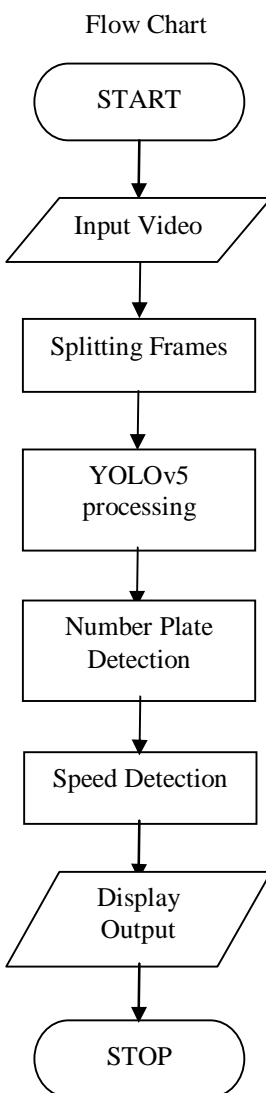 Flow Chart
START
Input Video
Splitting Frames
YOLOv5
processing
Number Plate
Detection
Speed Detection
Display
Output
STOP